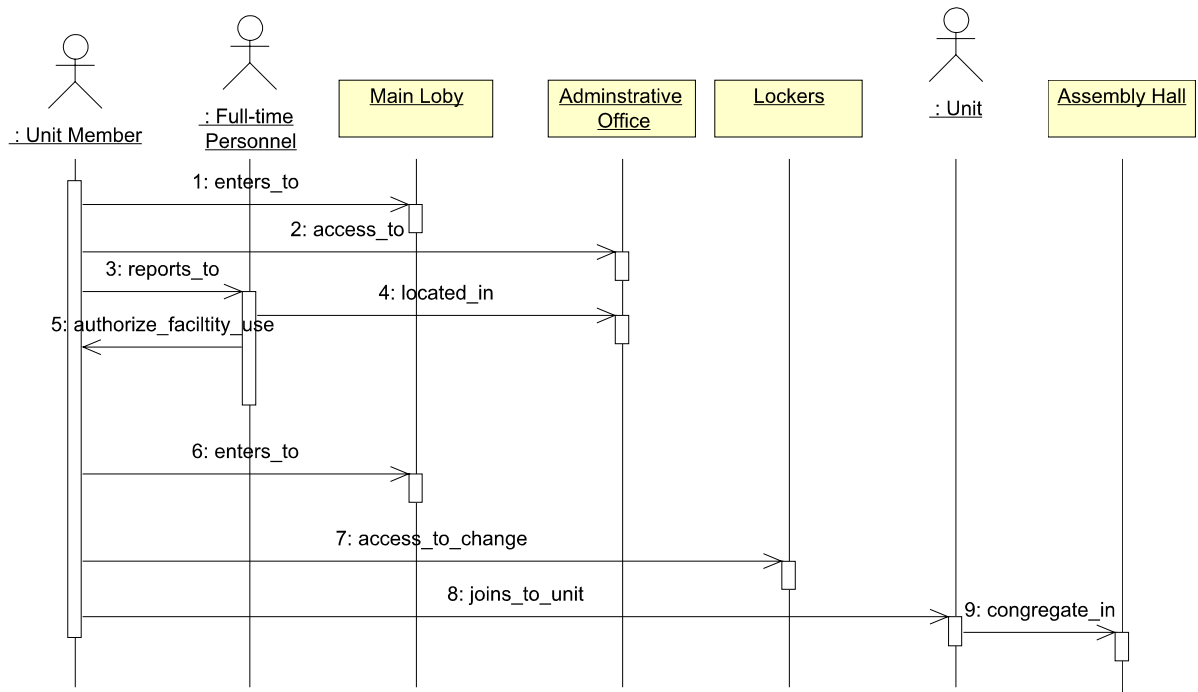 : Unit Member
: Full-time
Personnel
Main Loby
Adminstrative
Office
Lockers
: Unit
Assembly Hall
1: enters_to
2: access_to
3: reports_to
4: located_in
5: authorize_faciltity_use
6: enters_to
7: access_to_change
8: joins_to_unit
9: congregate_in